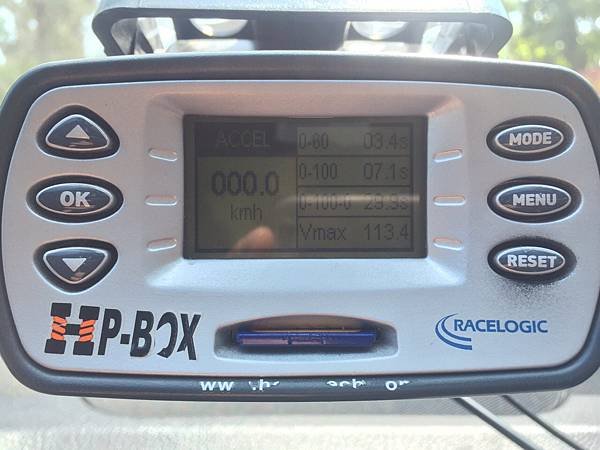 MODE
OK
MENU
RESET
ACCEL
000.0
kmh
0-60 03.4s
0-100 07.1s
0-100-0 29.9s
Vmax 113.4
HP-BOX
RACELOGIC